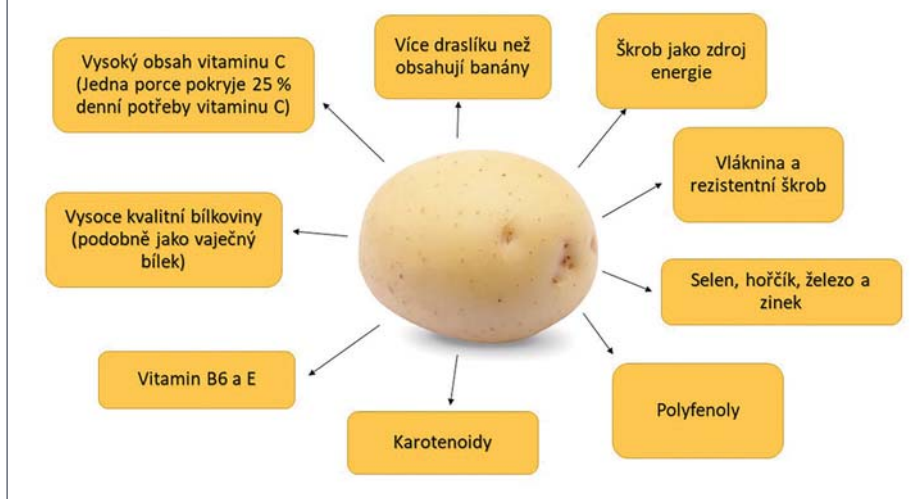 Vysoký obsah vitaminu C
(Jedna porce pokryje 25 %
denní potřeby vitaminu C)
Více draslíku než
obsahují banány
Škrob jako zdroj
energie
Vláknina a
rezistentní škrob
Vysoce kvalitní bílkoviny
(podobně jako vaječný
bílek)
Selen, hořčík, železo a
zinek
Vitamin B6 a E
Karotenoidy
Polyfenoly